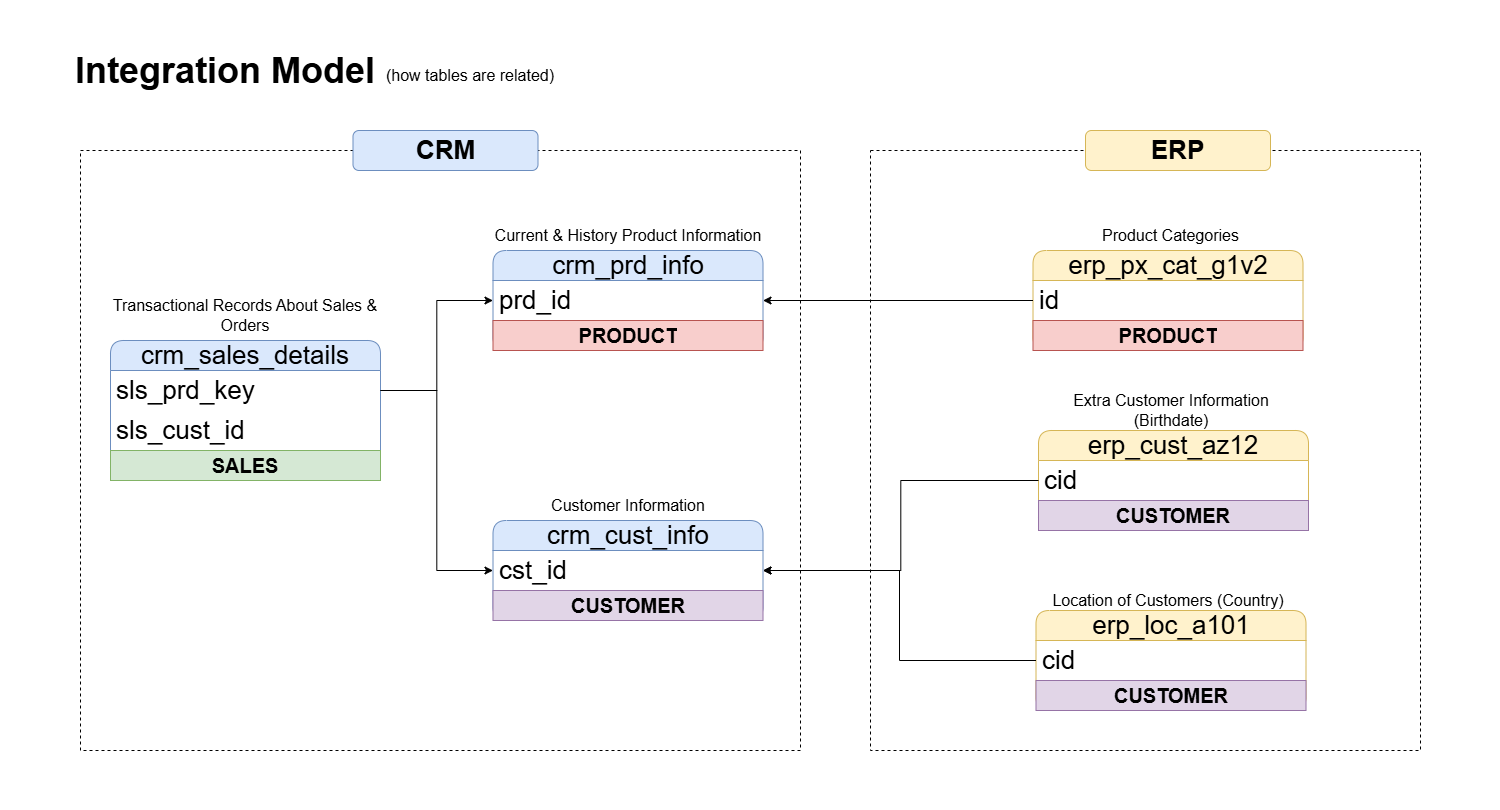 Integration Model (how tables are related)
CRM
Transactional Records About Sales &
Orders
crm_sales_details
sls_prd_key
sls_cust_id
SALES
Current & History Product Information
crm_prd_info
prd_id
PRODUCT
Customer Information
crm_cust_info
cst_id
CUSTOMER
ERP
Product Categories
erp_px_cat_g1v2
id
PRODUCT
Extra Customer Information
(Birthdate)
erp_cust_az12
cid
CUSTOMER
Location of Customers (Country)
erp_loc_a101
cid
CUSTOMER